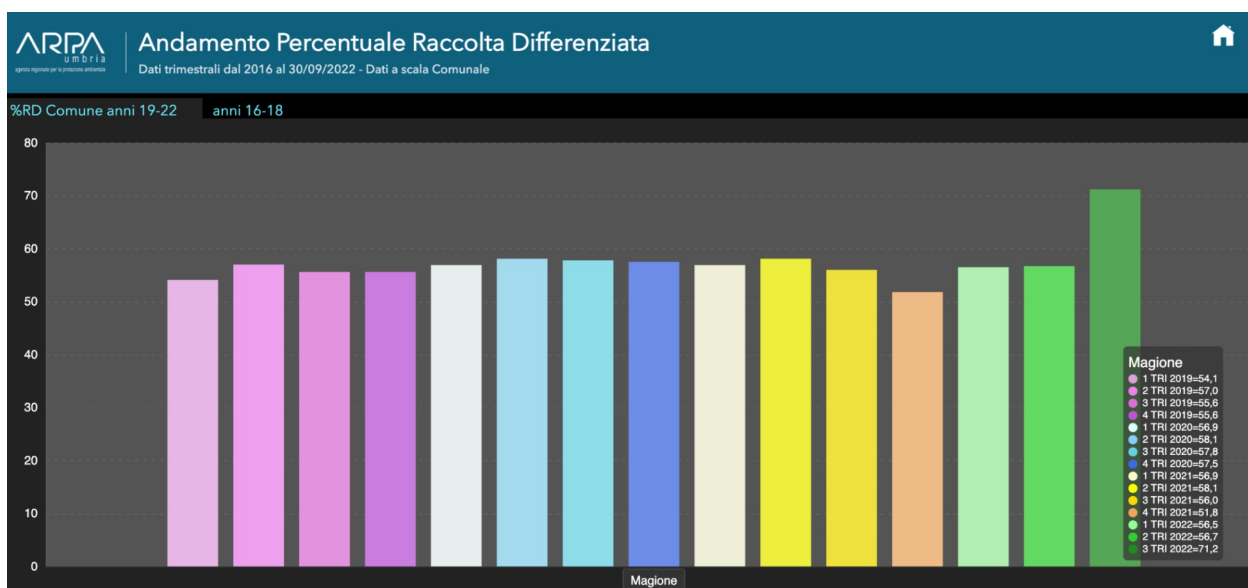 ARPA
umbria
agenzia regionale per la protezione ambientale
Andamento Percentuale Raccolta Differenziata
Dati trimestrali dal 2016 al 30/09/2022 - Dati a scala Comunale
%RD Comune anni 19-22
anni 16-18
80
70
60
50
40
30
20
10
0
Magione
1 TRI 2019=54,1
2 TRI 2019=57,0
3 TRI 2019=55,6
4 TRI 2019=55,6
1 TRI 2020=56,9
2 TRI 2020=58,1
3 TRI 2020=57,8
4 TRI 2020=57,5
1 TRI 2021=56,9
2 TRI 2021=58,1
3 TRI 2021=56,0
4 TRI 2021=51,8
1 TRI 2022=56,5
2 TRI 2022=56,7
3 TRI 2022=71,2
Magione